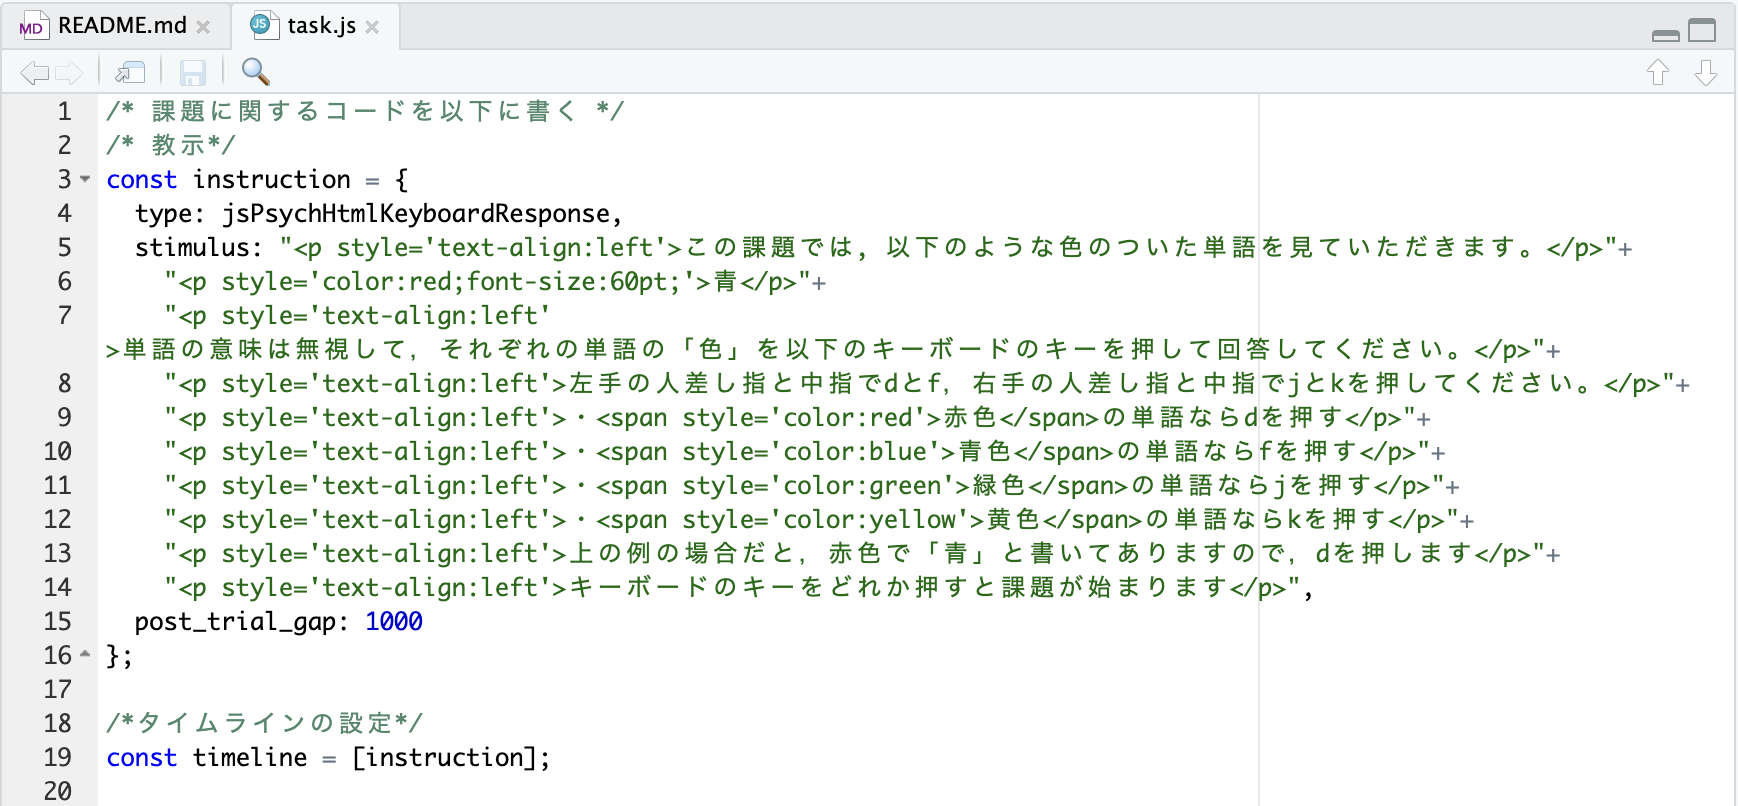 README.md
task.js
1 /* 課題に関するコードを以下に書く */
2 /* 教示*/
3 const instruction = {
4   type: jsPsychHtmlKeyboardResponse,
5   stimulus: "<p style='text-align:left'>この課題では，以下のような色のついた単語を見ていただきます。</p>"+
6     "<p style='color:red;font-size:60pt;'>青</p>"+
7     "<p style='text-align:left'
>単語の意味は無視して，それぞれの単語の「色」を以下のキーボードのキーを押して回答してください。</p>"+
8     "<p style='text-align:left'>左手の人差し指と中指でdとf，右手の人差し指と中指でjとkを押してください。</p>"+
9     "<p style='text-align:left'>・<span style='color:red'>赤色</span>の単語ならdを押す</p>"+
10     "<p style='text-align:left'>・<span style='color:blue'>青色</span>の単語ならfを押す</p>"+
11     "<p style='text-align:left'>・<span style='color:green'>緑色</span>の単語ならjを押す</p>"+
12     "<p style='text-align:left'>・<span style='color:yellow'>黄色</span>の単語ならkを押す</p>"+
13     "<p style='text-align:left'>上の例の場合だと，赤色で「青」と書いてありますので，dを押します</p>"+
14     "<p style='text-align:left'>キーボードのキーをどれか押すと課題が始まります</p>",
15   post_trial_gap: 1000
16 };
17
18 /*タイムラインの設定*/
19 const timeline = [instruction];
20